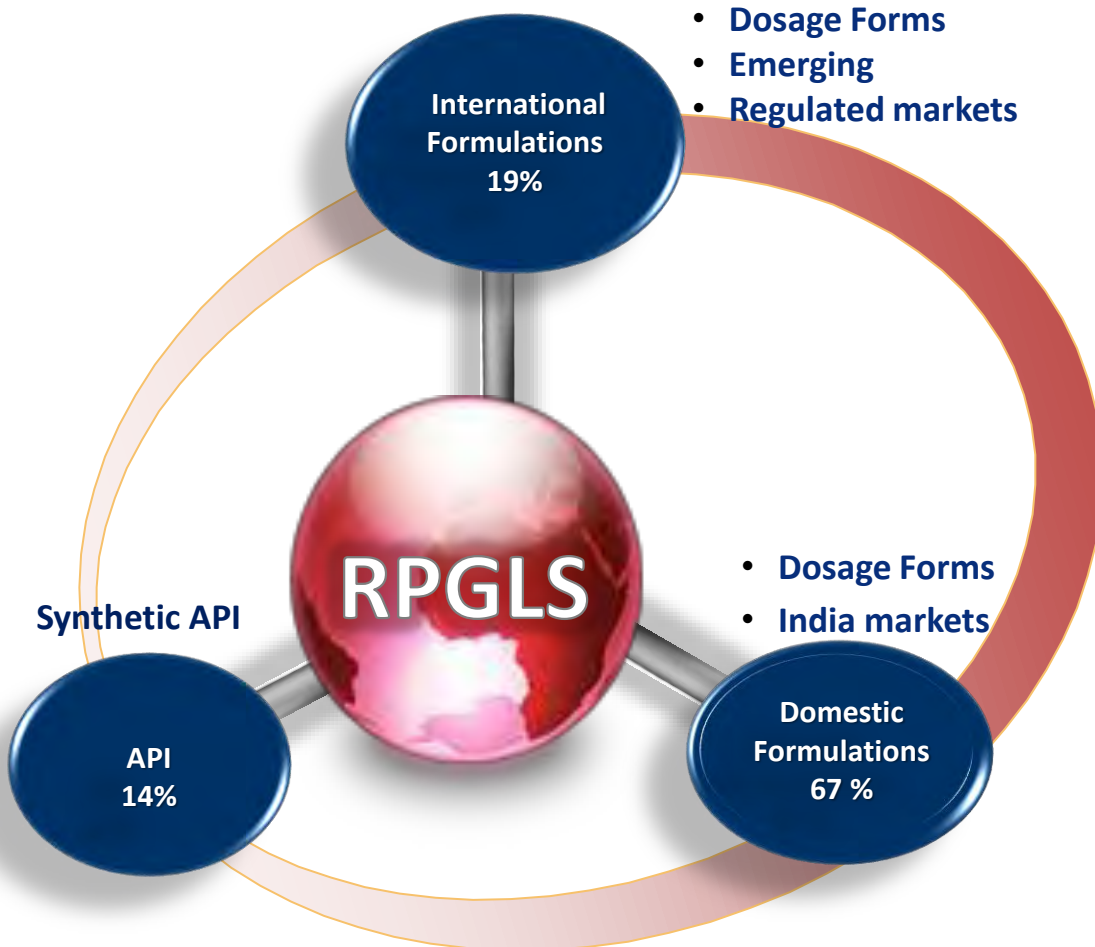 • Dosage Forms
• Emerging
• Regulated markets
International
Formulations
19%
RPGLS
• Dosage Forms
• India markets
Synthetic API
API
14%
Domestic
Formulations
67 %